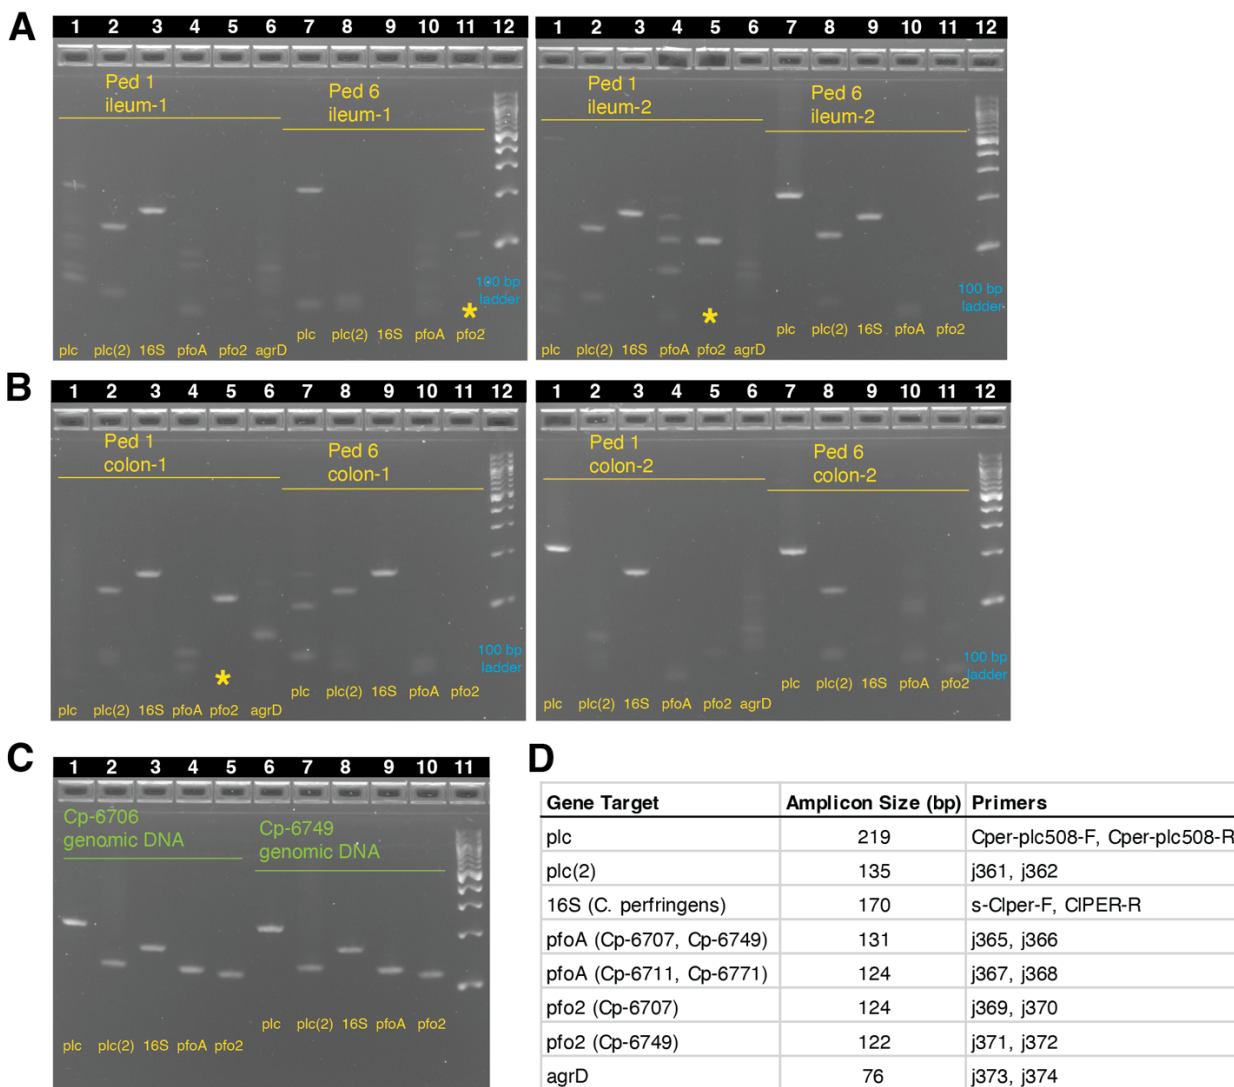 A
1 2 3 4 5 6 7 8 9 10 11 12
Ped 1
ileum-1
Ped 6
ileum-1
100 bp
ladder
*
plc plc(2) 16S pfoA pfo2
plc plc(2) 16S pfoA pfo2 agrD
1 2 3 4 5 6 7 8 9 10 11 12
Ped 1
ileum-2
Ped 6
ileum-2
100 bp
ladder
*
plc plc(2) 16S pfoA pfo2
plc plc(2) 16S pfoA pfo2 agrD
B
1 2 3 4 5 6 7 8 9 10 11 12
Ped 1
colon-1
Ped 6
colon-1
100 bp
ladder
*
plc plc(2) 16S pfoA pfo2
plc plc(2) 16S pfoA pfo2 agrD
1 2 3 4 5 6 7 8 9 10 11 12
Ped 1
colon-2
Ped 6
colon-2
100 bp
ladder
plc plc(2) 16S pfoA pfo2
plc plc(2) 16S pfoA pfo2 agrD
C
1 2 3 4 5 6 7 8 9 10 11
Cp-6706
genomic DNA
Cp-6749
genomic DNA
plc plc(2) 16S pfoA pfo2
plc plc(2) 16S pfoA pfo2
D
Gene Target Amplicon Size (bp) Primers
plc 219 Cper-plc508-F, Cper-plc508-R
plc(2) 135 j361, j362
16S (C. perfringens) 170 s-Clper-F, ClPER-R
pfoA (Cp-6707, Cp-6749) 131 j365, j366
pfoA (Cp-6711, Cp-6771) 124 j367, j368
pfo2 (Cp-6707) 124 j369, j370
pfo2 (Cp-6749) 122 j371, j372
agrD 76 j373, j374